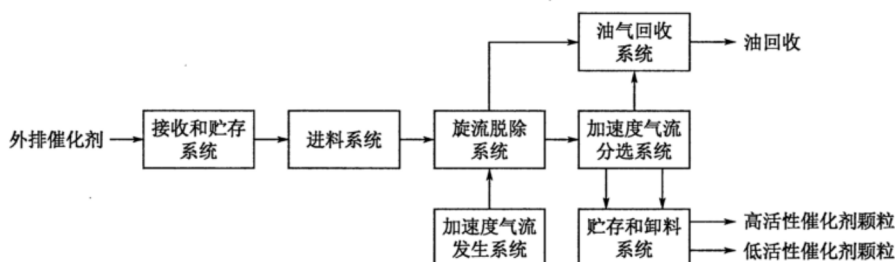 油气回收
系统
油回收
外排催化剂
接收和贮存
系统
进料系统
旋流脱除
系统
加速度气流
分选系统
加速度气流
发生系统
贮存和卸料
系统
高活性催化剂颗粒
低活性催化剂颗粒